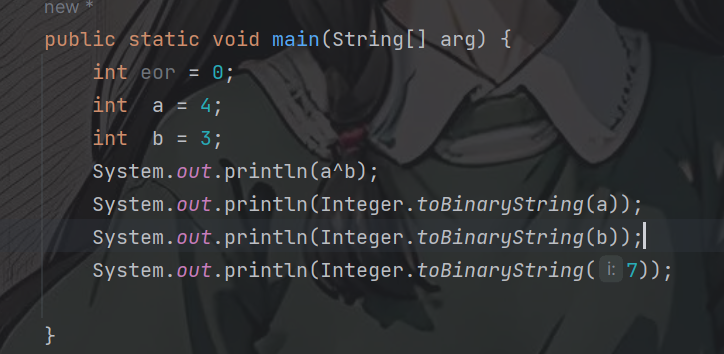 new *
public static void main(String[] arg) {
int eor = 0;
int  a = 4;
int  b = 3;
System.out.println(a^b);
System.out.println(Integer.toBinaryString(a));
System.out.println(Integer.toBinaryString(b));
System.out.println(Integer.toBinaryString( i: 7));
}